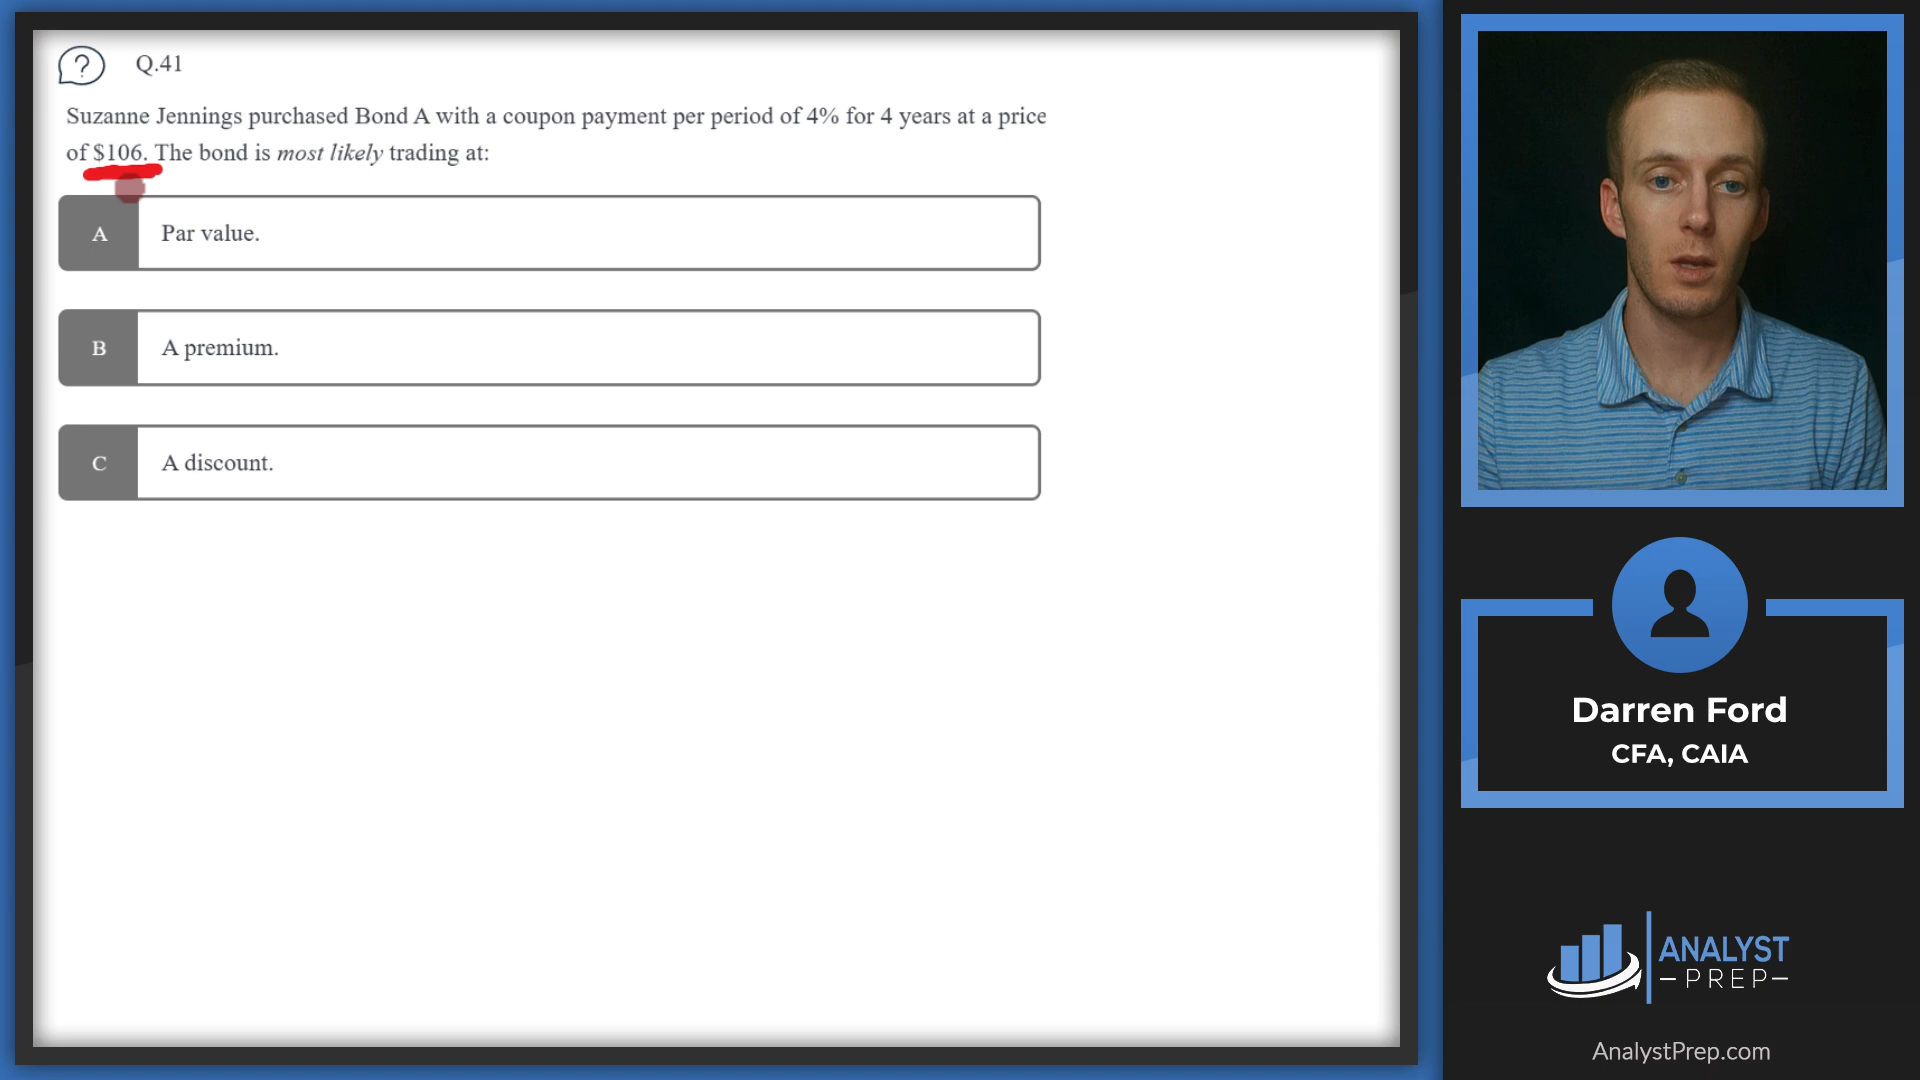 Q.41
Suzanne Jennings purchased Bond A with a coupon payment per period of 4% for 4 years at a price
of $106. The bond is most likely trading at:
A
Par value.
B
A premium.
C
A discount.
Darren Ford
CFA, CAIA
ANALYST
PREP
AnalystPrep.com